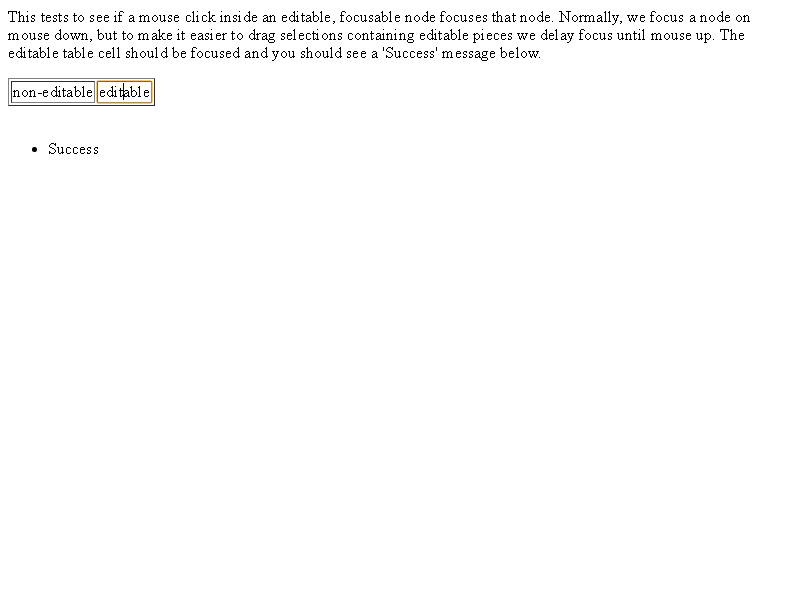 This tests to see if a mouse click inside an editable, focusable node focuses that node. Normally, we focus a node on
mouse down, but to make it easier to drag selections containing editable pieces we delay focus until mouse up. The
editable table cell should be focused and you should see a 'Success' message below.
non-editable editable
• Success